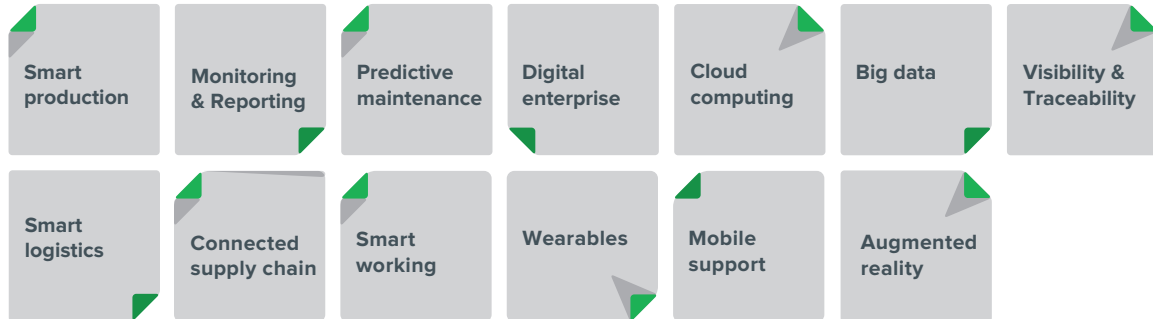 Smart
production
Monitoring
& Reporting
Predictive
maintenance
Digital
enterprise
Cloud
computing
Big data
Visibility &
Traceability
Smart
logistics
Connected
supply chain
Smart
working
Wearables
Mobile
support
Augmented
reality